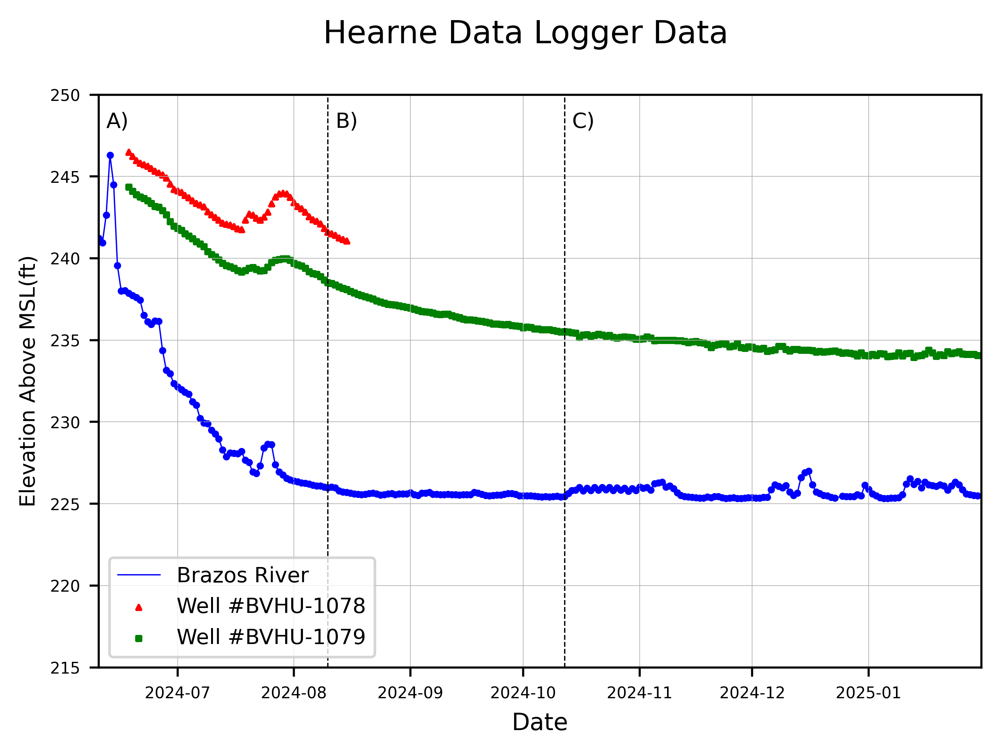 Hearne Data Logger Data
250
245
240
235
230
225
220
215
Elevation Above MSL(ft)
A)
B)
C)
Brazos River
Well #BVHU-1078
Well #BVHU-1079
2024-07
2024-08
2024-09
2024-10
2024-11
2024-12
2025-01
Date